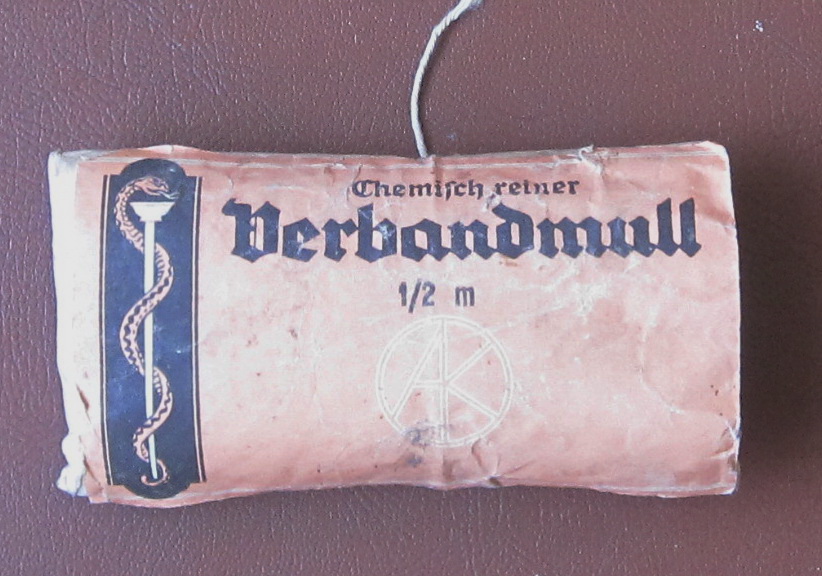 Chemiſch reiner
Verbandmull
1/2 m
AK